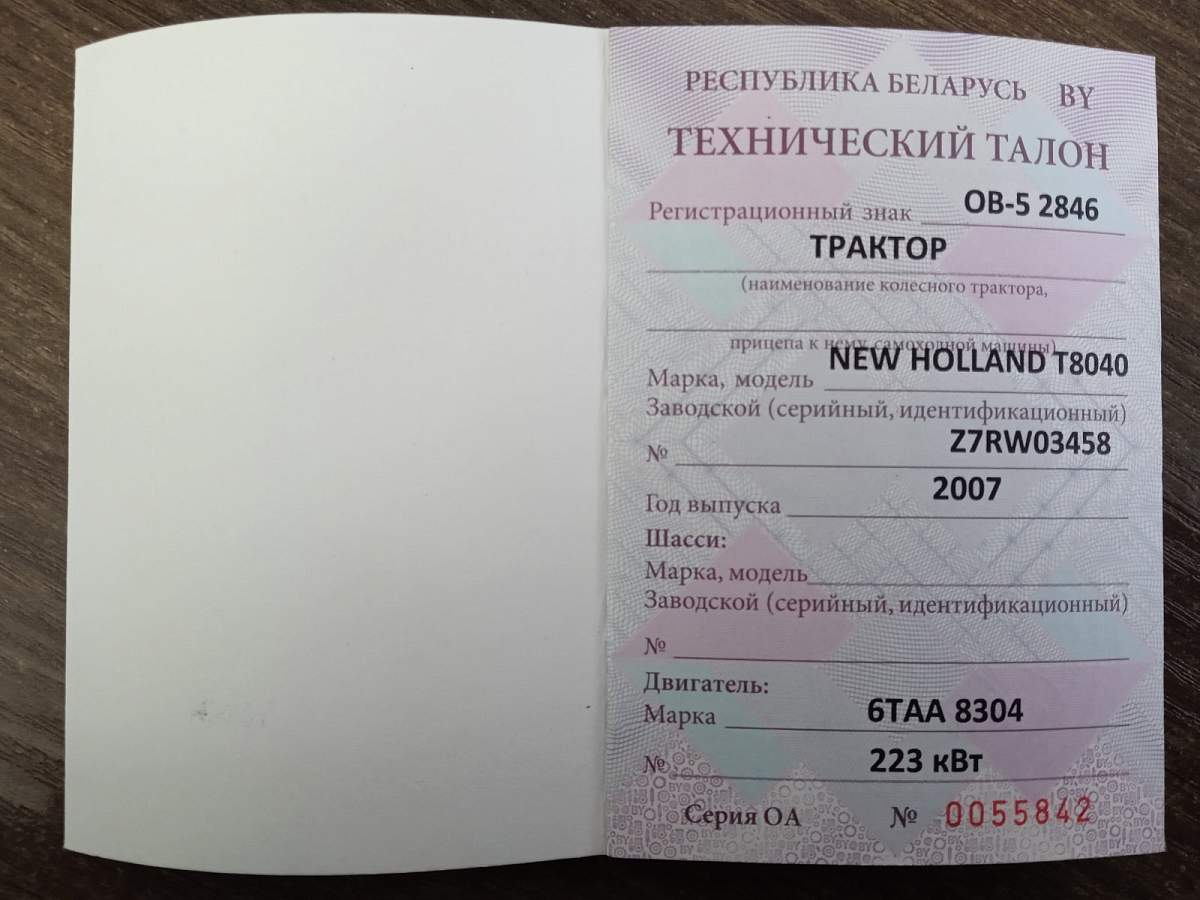 РЕСПУБЛИКА БЕЛАРУСЬ BY
ТЕХНИЧЕСКИЙ ТАЛОН
Регистрационный знак ОВ-5 2846
ТРАКТОР
(наименование колесного трактора,
прицепа к нему, самоходной машины)
Марка, модель NEW HOLLAND T8040
Заводской (серийный, идентификационный)
№ Z7RW03458
Год выпуска 2007
Шасси:
Марка, модель
Заводской (серийный, идентификационный)
№
Двигатель:
Марка 6TAA 8304
№ 223 кВт
Серия ОА № 0055842